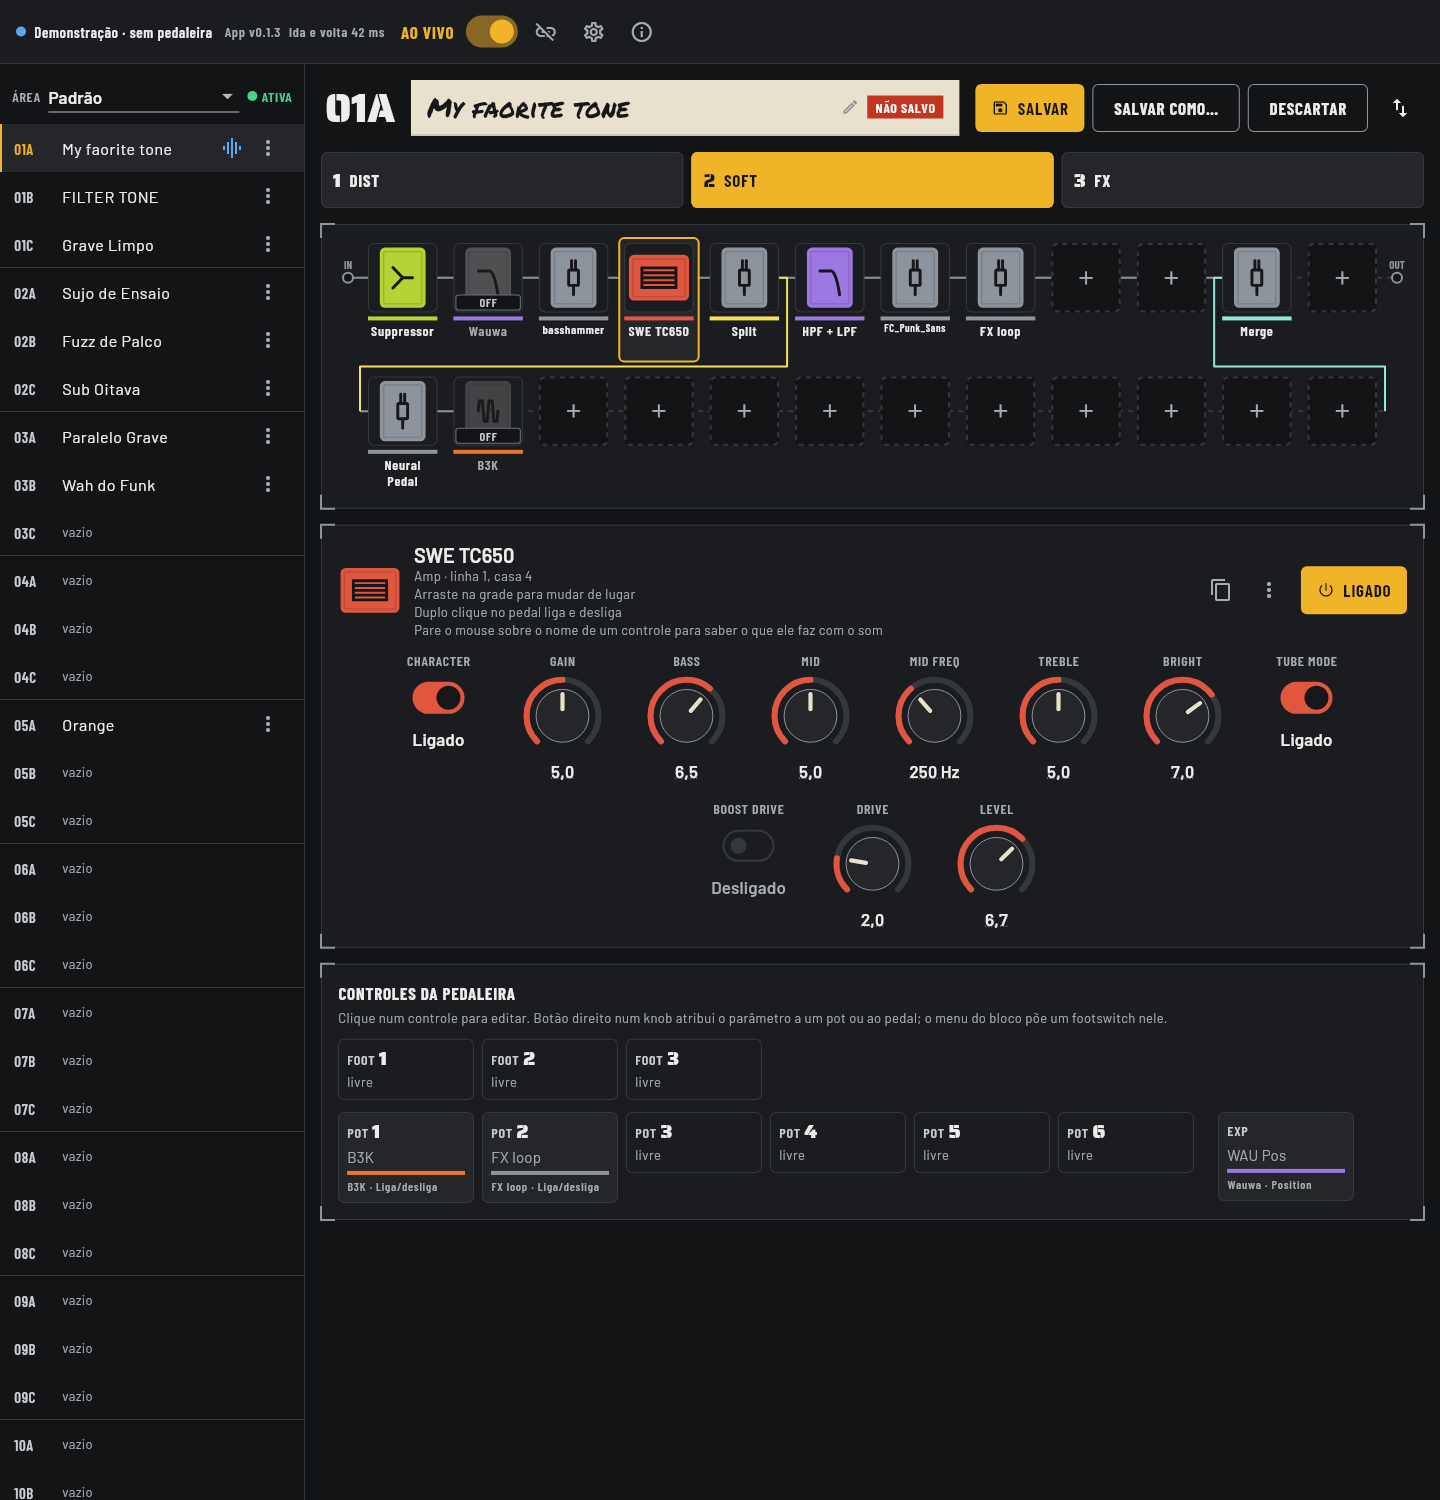 Demonstração · sem pedaleira App v0.1.3 Ida e volta 42 ms AO VIVO
ÁREA Padrão ATIVA
01A My faorite tone
01B FILTER TONE
01C Grave Limpo
02A Sujo de Ensaio
02B Fuzz de Palco
02C Sub Oitava
03A Paralelo Grave
03B Wah do Funk
03C vazio
04A vazio
04B vazio
04C vazio
05A Orange
05B vazio
05C vazio
06A vazio
06B vazio
06C vazio
07A vazio
07B vazio
07C vazio
08A vazio
08B vazio
08C vazio
09A vazio
09B vazio
09C vazio
10A vazio
10B vazio
01A My faorite tone NÃO SALVO SALVAR SALVAR COMO... DESCARTAR
1 DIST 2 SOFT 3 FX
IN OUT
OFF
Suppressor Wauwa basshammer SWE TC650 Split HPF + LPF FC_Punk_Sans FX loop Merge
OFF
Neural Pedal B3K
SWE TC650
Amp · linha 1, casa 4
Arraste na grade para mudar de lugar
Duplo clique no pedal liga e desliga
Pare o mouse sobre o nome de um controle para saber o que ele faz com o som
LIGADO
CHARACTER GAIN BASS MID MID FREQ TREBLE BRIGHT TUBE MODE
Ligado 5,0 6,5 5,0 250 Hz 5,0 7,0 Ligado
BOOST DRIVE DRIVE LEVEL
Desligado 2,0 6,7
CONTROLES DA PEDALEIRA
Clique num controle para editar. Botão direito num knob atribui o parâmetro a um pot ou ao pedal; o menu do bloco põe um footswitch nele.
FOOT 1 FOOT 2 FOOT 3
livre livre livre
POT 1 POT 2 POT 3 POT 4 POT 5 POT 6 EXP
B3K FX loop livre livre livre livre WAU Pos
B3K · Liga/desliga FX loop · Liga/desliga Wauwa · Position